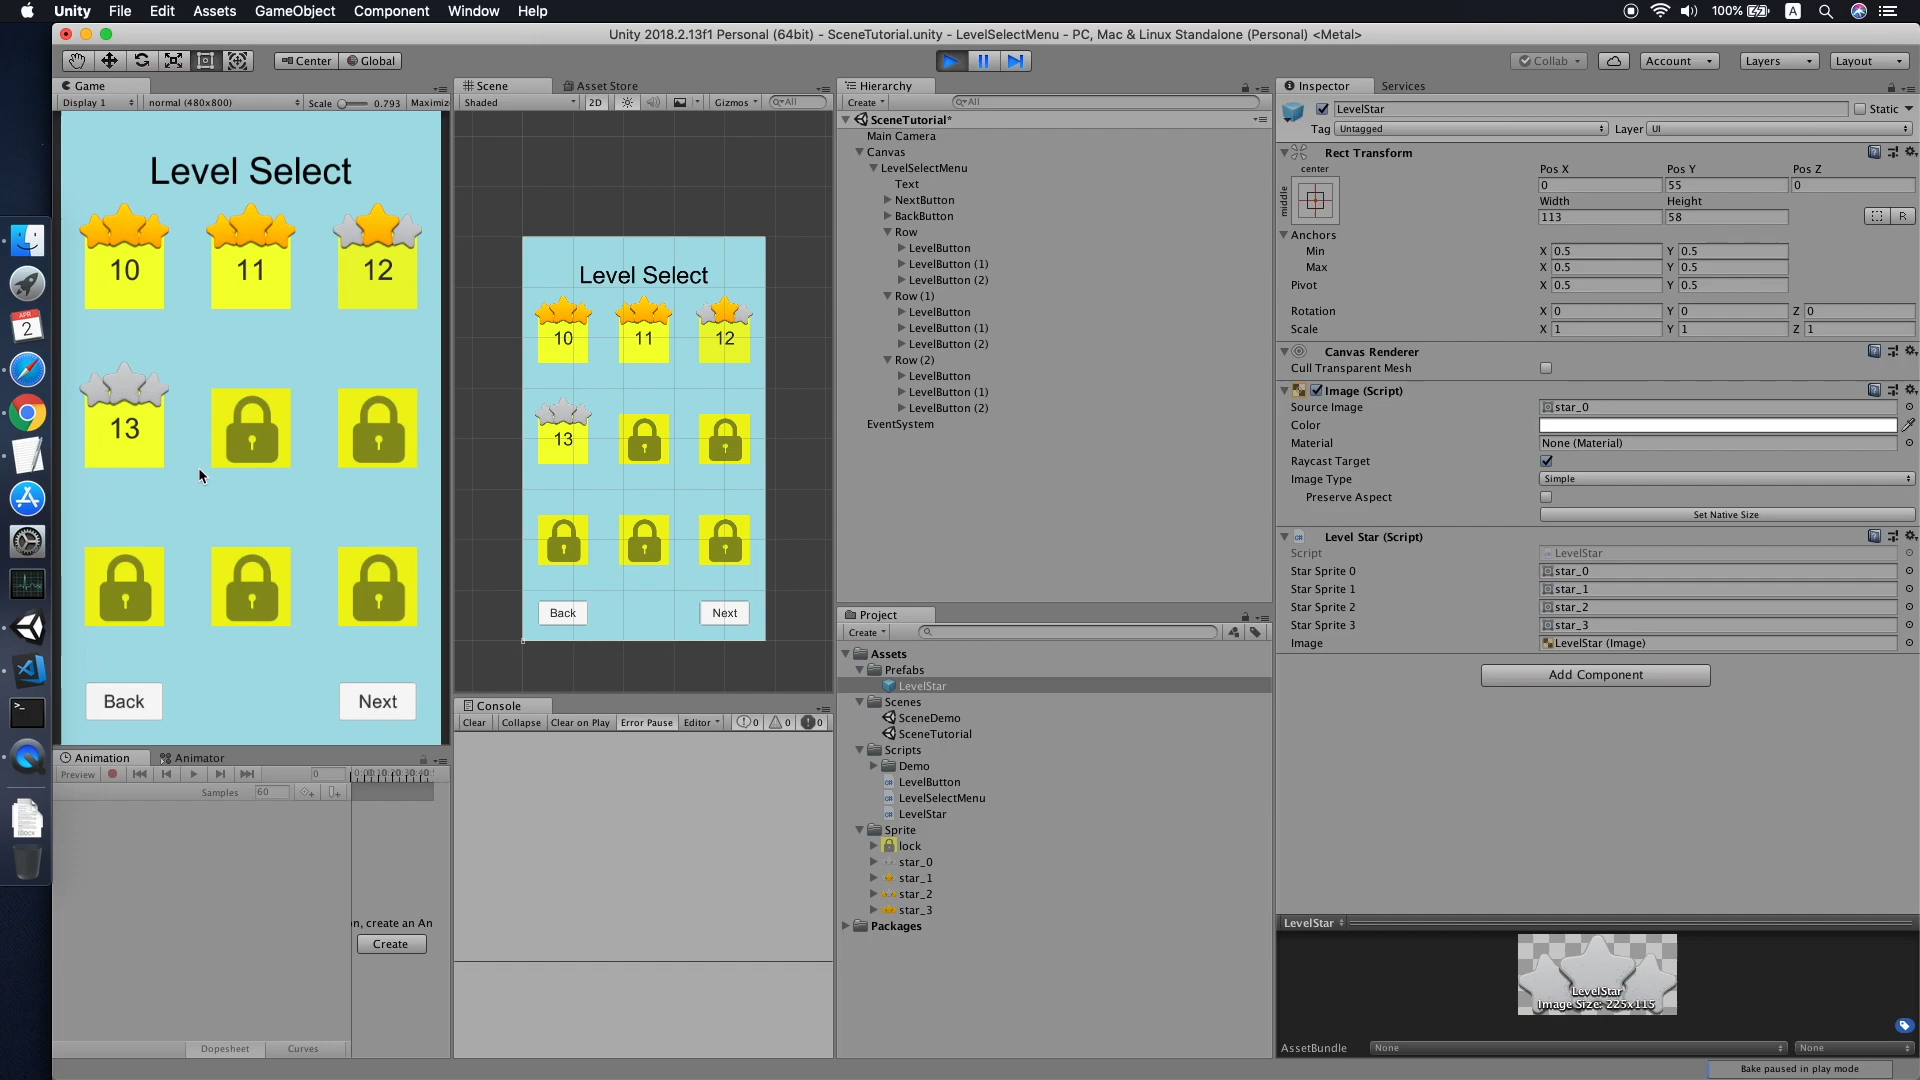 Unity File Edit Assets GameObject Component Window Help 100% A
Unity 2018.2.13f1 Personal (64bit) - SceneTutorial.unity - LevelSelectMenu - PC, Mac & Linux Standalone (Personal) <Metal>
Center Global Collab Account Layers Layout
Game
Display 1 normal (480x800) Scale 0.793 Maximiz
Level Select
10 11 12
13
Back Next
Animation Animator
Preview 0
Samples 60
n, create an An
Create
Dopesheet Curves
Scene Asset Store
Shaded 2D Gizmos All
Level Select
10 11 12
13
Back Next
Console
Clear Collapse Clear on Play Error Pause Editor 0 0 0
Hierarchy
Create All
SceneTutorial*
Main Camera
Canvas
LevelSelectMenu
Text
NextButton
BackButton
Row
LevelButton
LevelButton (1)
LevelButton (2)
Row (1)
LevelButton
LevelButton (1)
LevelButton (2)
Row (2)
LevelButton
LevelButton (1)
LevelButton (2)
EventSystem
Project
Create
Assets
Prefabs
LevelStar
Scenes
SceneDemo
SceneTutorial
Scripts
Demo
LevelButton
LevelSelectMenu
LevelStar
Sprite
lock
star_0
star_1
star_2
star_3
Packages
Inspector Services
LevelStar Static
Tag Untagged Layer UI
Rect Transform
center
middle
Pos X Pos Y Pos Z
0 55 0
Width Height
113 58 R
Anchors
Min X 0.5 Y 0.5
Max X 0.5 Y 0.5
Pivot X 0.5 Y 0.5
Rotation X 0 Y 0 Z 0
Scale X 1 Y 1 Z 1
Canvas Renderer
Cull Transparent Mesh
Image (Script)
Source Image star_0
Color
Material None (Material)
Raycast Target
Image Type Simple
Preserve Aspect
Set Native Size
Level Star (Script)
Script LevelStar
Star Sprite 0 star_0
Star Sprite 1 star_1
Star Sprite 2 star_2
Star Sprite 3 star_3
Image LevelStar (Image)
Add Component
LevelStar
LevelStar
Image Size: 225x115
AssetBundle None None
Bake paused in play mode
APR
2